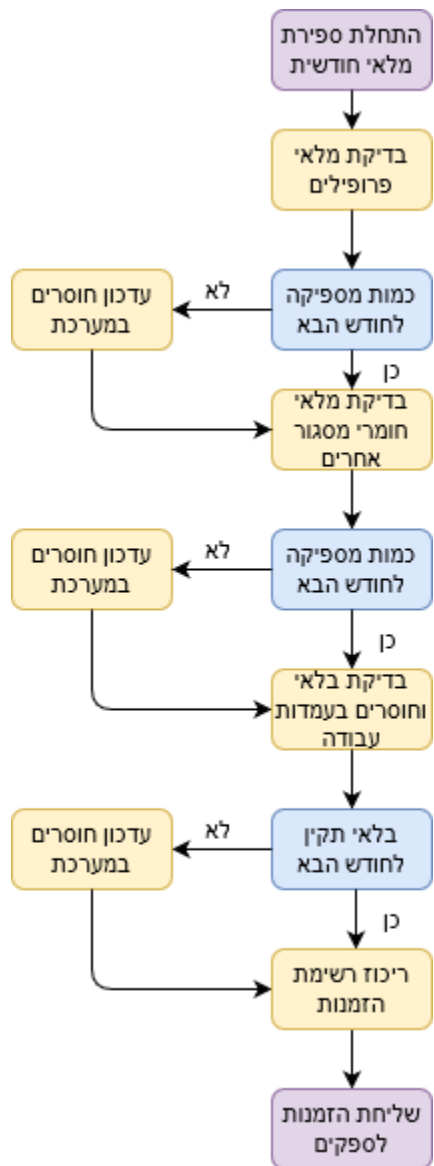 התחלת ספירת
מלאי חודשית
בדיקת מלאי
פרופילים
כמות מספיקה
לחודש הבא
לא
עדכון חוסרים
במערכת
כן
בדיקת מלאי
חומרי מסגור
אחרים
כמות מספיקה
לחודש הבא
לא
עדכון חוסרים
במערכת
כן
בדיקת בלאי
וחוסרים בעמדות
עבודה
בלאי תקין
לחודש הבא
לא
עדכון חוסרים
במערכת
כן
ריכוז רשימת
הזמנות
שליחת הזמנות
לספקים